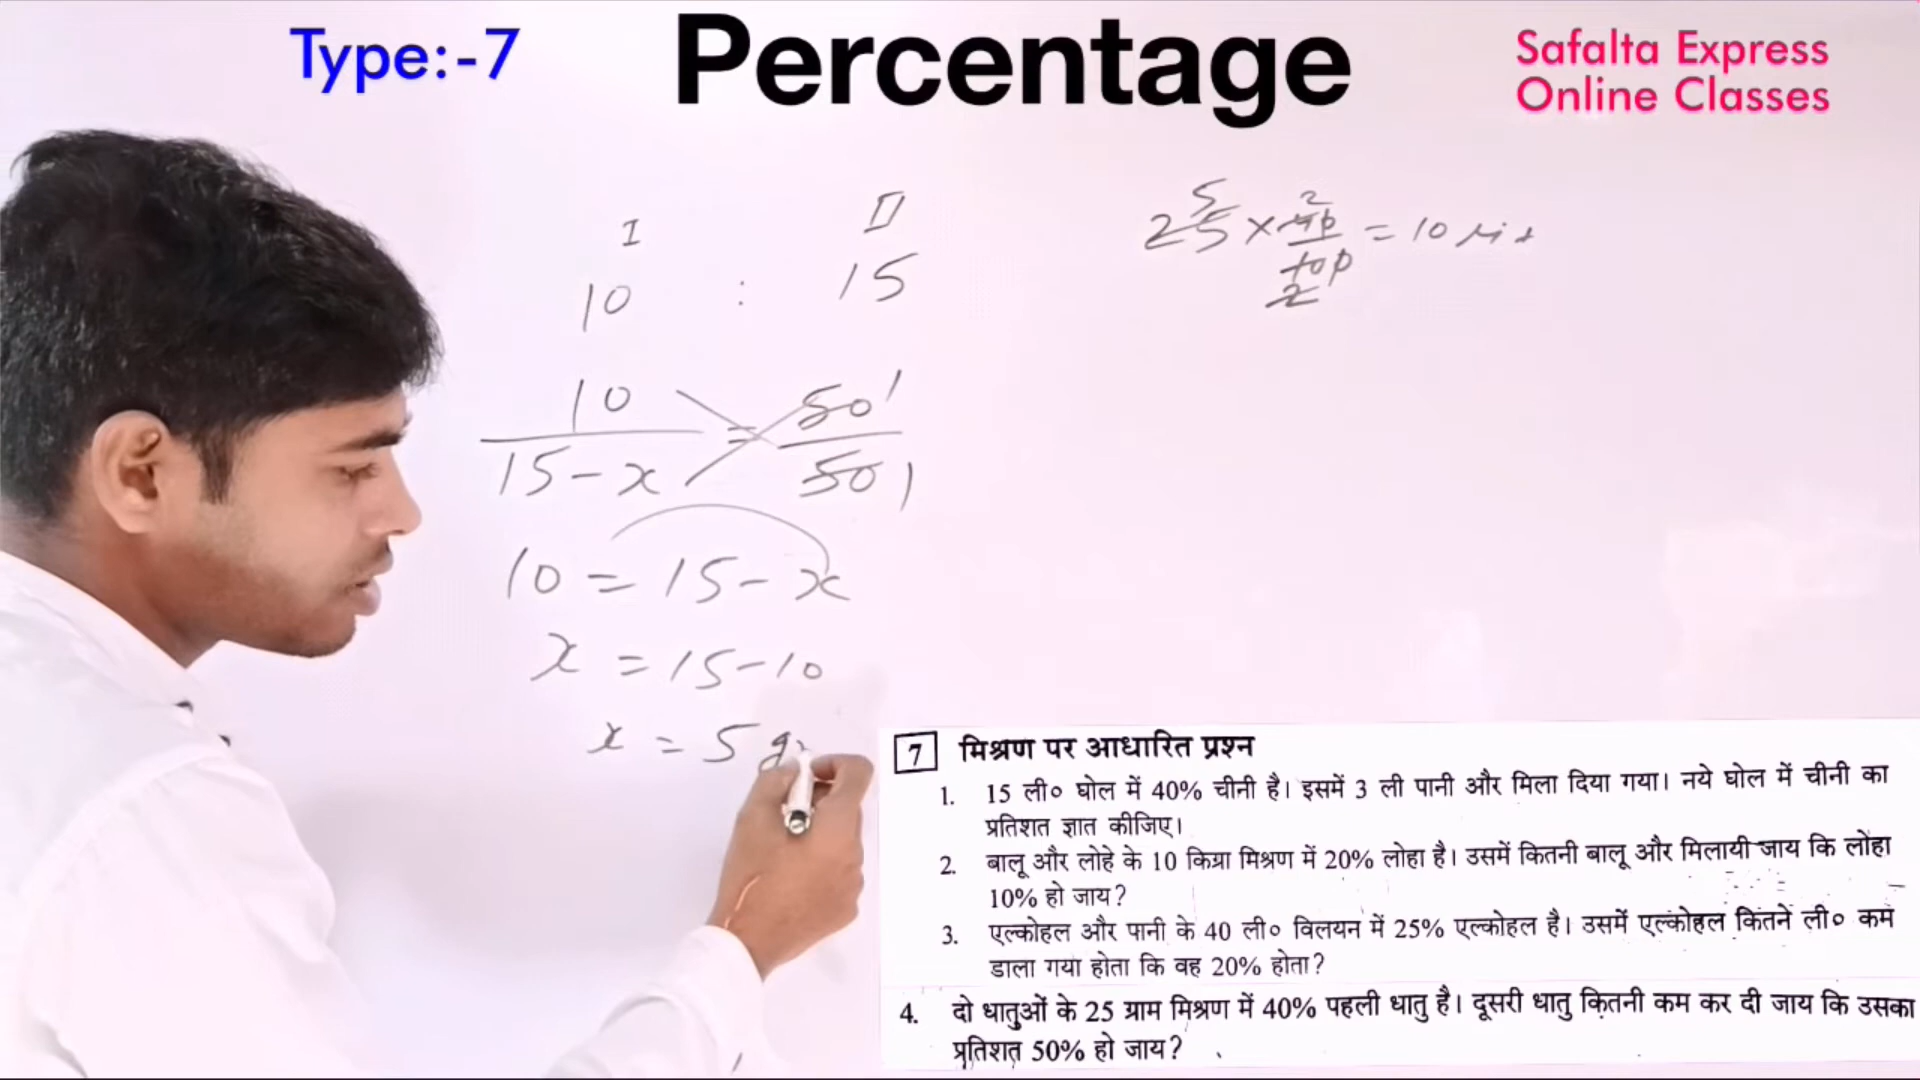 Type:-7
Percentage
Safalta Express
Online Classes
I II
10 : 15
10/15-x = 50/50
10 = 15-x
x = 15-10
x = 5
25 × 40/100 = 10
7 मिश्रण पर आधारित प्रश्न
1. 15 ली० घोल में 40% चीनी है। इसमें 3 ली पानी और मिला दिया गया। नये घोल में चीनी का
प्रतिशत ज्ञात कीजिए।
2. बालू और लोहे के 10 किग्रा मिश्रण में 20% लोहा है। उसमें कितनी बालू और मिलायी जाय कि लोहा
10% हो जाय?
3. एल्कोहल और पानी के 40 ली० विलयन में 25% एल्कोहल है। उसमें एल्कोहल कितने ली० कम
डाला गया होता कि वह 20% होता?
4. दो धातुओं के 25 ग्राम मिश्रण में 40% पहली धातु है। दूसरी धातु कितनी कम कर दी जाय कि उसका
प्रतिशत 50% हो जाय?